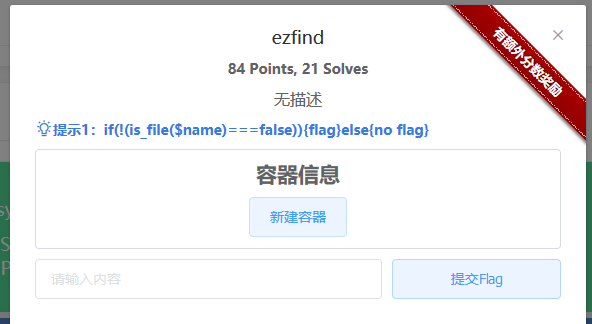 ezfind
有额外分数奖励
84 Points, 21 Solves
无描述
提示1：if(!(is_file($name)===false)){flag}else{no flag}
容器信息
新建容器
请输入内容
提交Flag